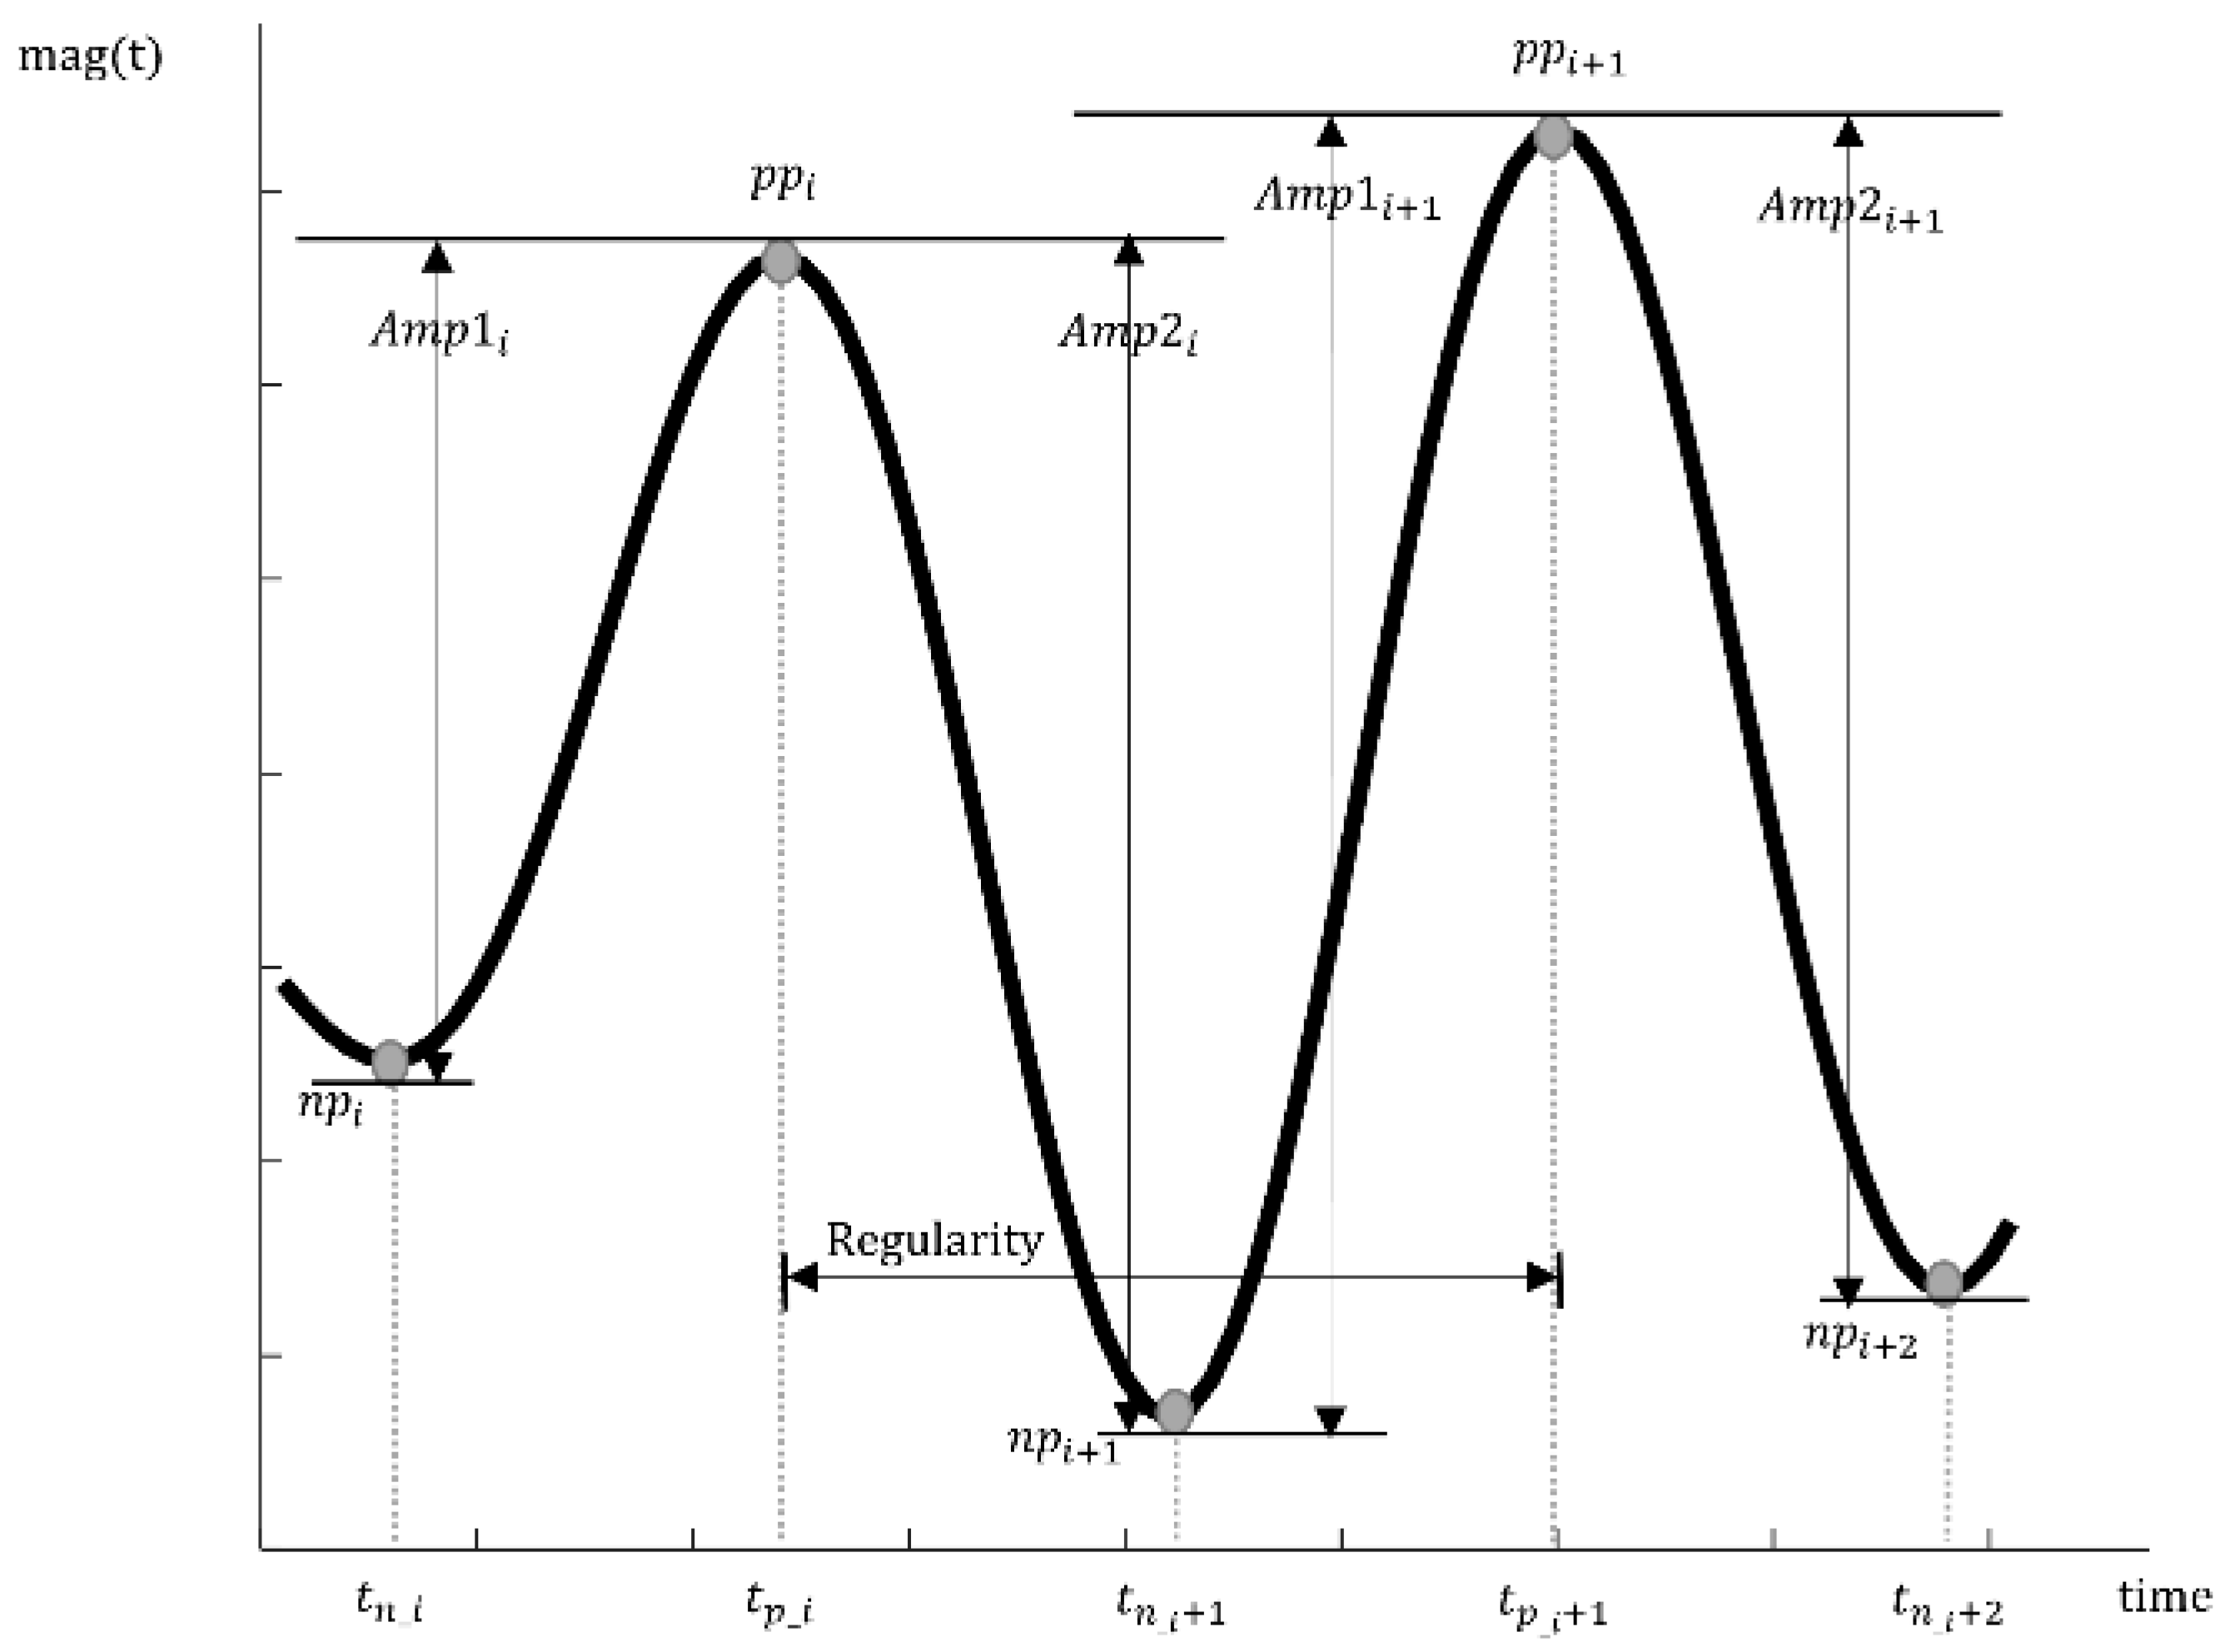 mag(t)
pp_{i+1}
pp_i
Amp1_{i+1}
Amp2_{i+1}
Amp1_i
Amp2_i
np_i
Regularity
np_{i+2}
np_{i+1}
t_{n_i}
t_{p_i}
t_{n_i+1}
t_{p_i+1}
t_{n_i+2}
time